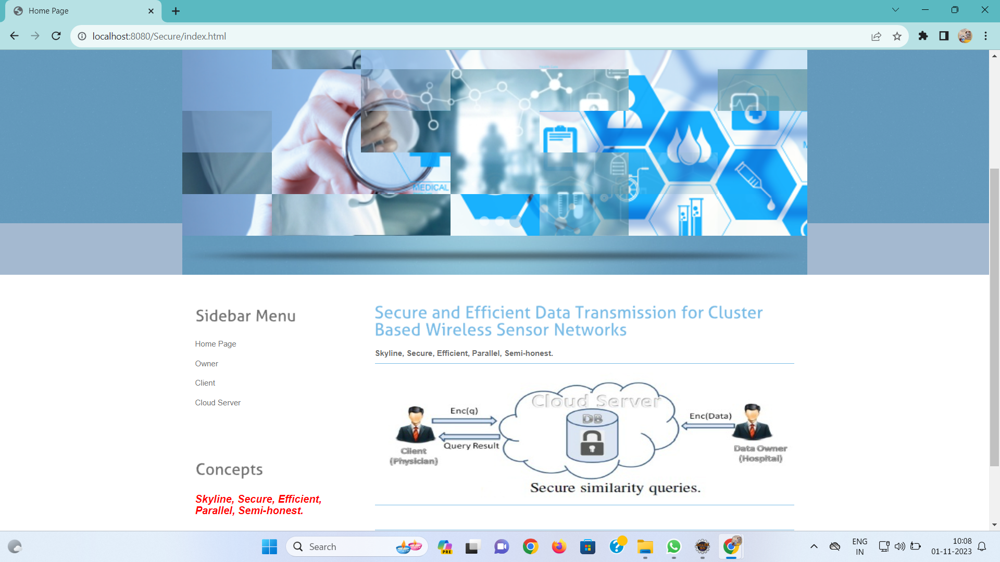 Home Page
localhost:8080/Secure/index.html
MEDICAL
Sidebar Menu
Home Page
Owner
Client
Cloud Server
Concepts
Skyline, Secure, Efficient,
Parallel, Semi-honest.
Secure and Efficient Data Transmission for Cluster
Based Wireless Sensor Networks
Skyline, Secure, Efficient, Parallel, Semi-honest.
Cloud Server
DB
Enc(q)
Query Result
Client
(Physician)
Enc(Data)
Data Owner
(Hospital)
Secure similarity queries.
Search
PRE
ENG
IN
10:08
01-11-2023